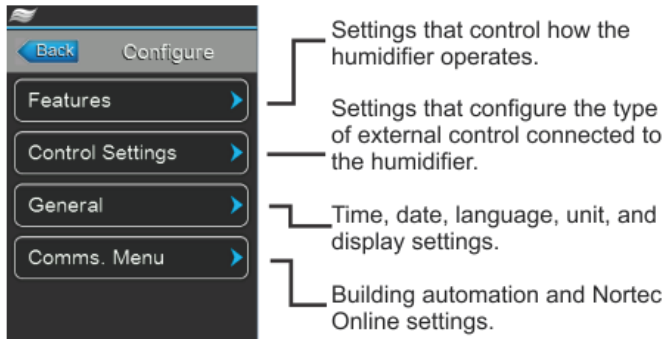 Back Configure
Features
Control Settings
General
Comms. Menu
Settings that control how the
humidifier operates.
Settings that configure the type
of external control connected to
the humidifier.
Time, date, language, unit, and
display settings.
Building automation and Nortec
Online settings.